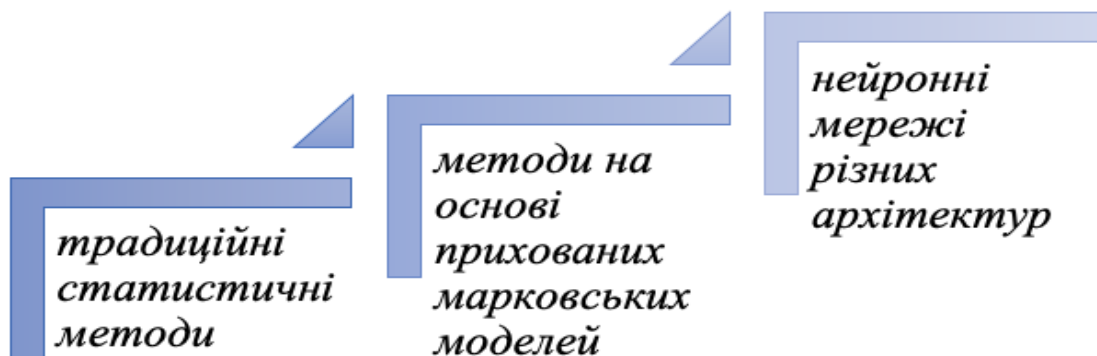 традиційні
статистичні
методи
методи на
основі
прихованих
марковських
моделей
нейронні
мережі
різних
архітектур